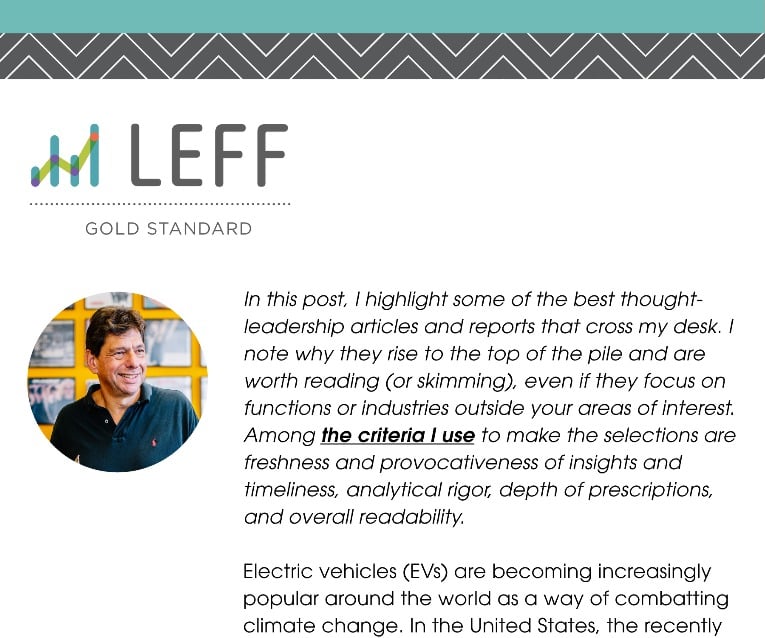 LEFF
GOLD STANDARD
In this post, I highlight some of the best thought-
leadership articles and reports that cross my desk. I
note why they rise to the top of the pile and are
worth reading (or skimming), even if they focus on
functions or industries outside your areas of interest.
Among the criteria I use to make the selections are
freshness and provocativeness of insights and
timeliness, analytical rigor, depth of prescriptions,
and overall readability.
Electric vehicles (EVs) are becoming increasingly
popular around the world as a way of combatting
climate change. In the United States, the recently